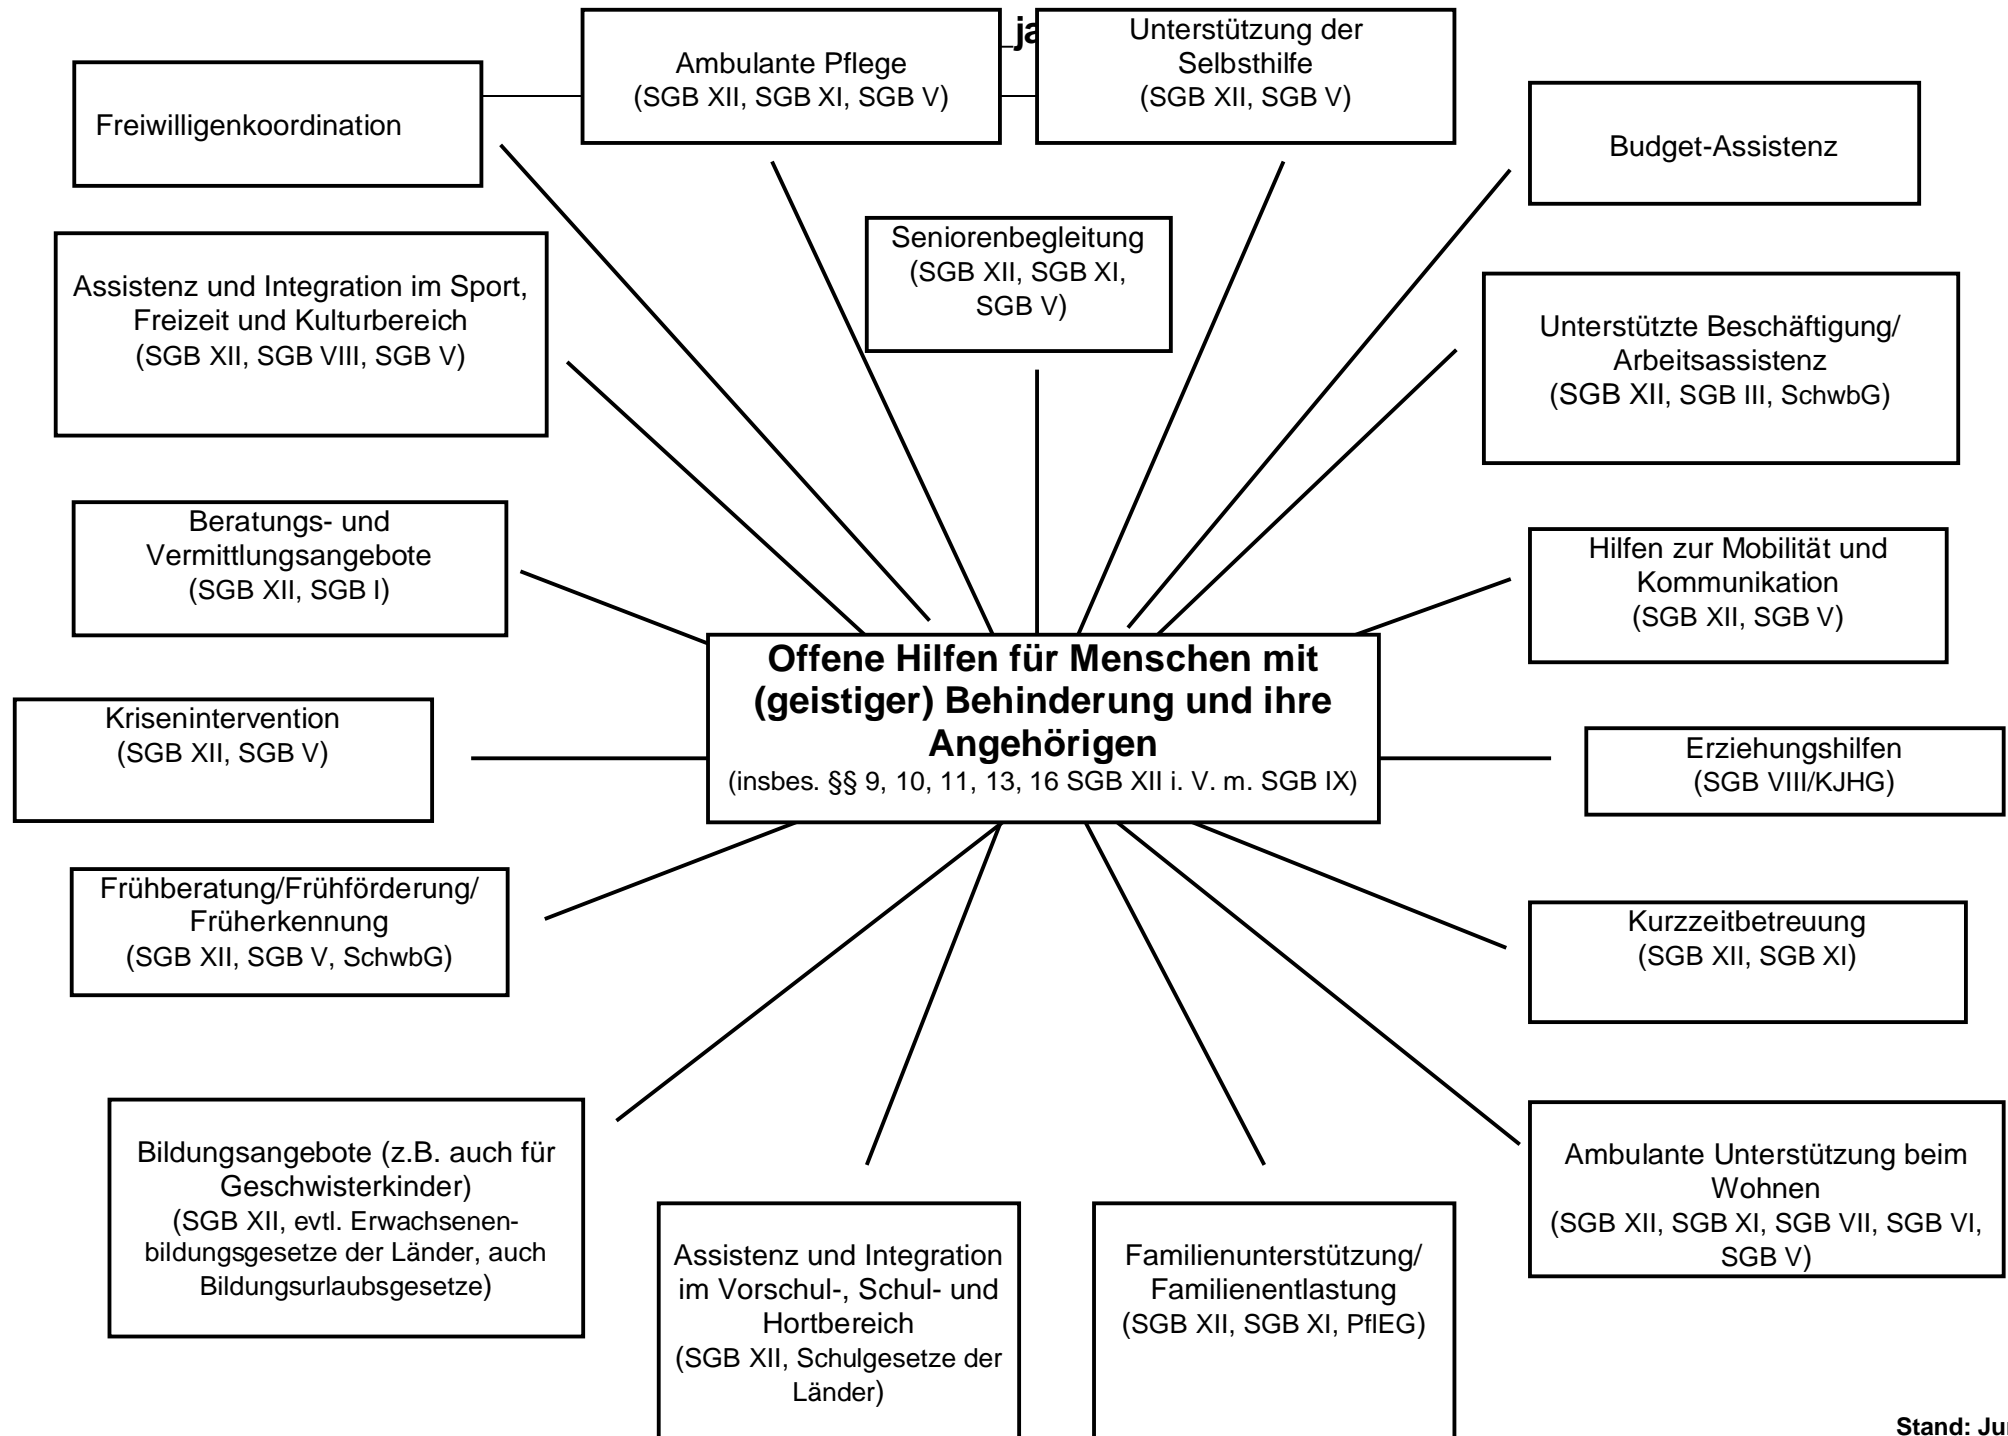 Ambulante Pflege
(SGB XII, SGB XI, SGB V)
Unterstützung der
Selbsthilfe
(SGB XII, SGB V)
Freiwilligenkoordination
Budget-Assistenz
Seniorenbegleitung
(SGB XII, SGB XI,
SGB V)
Assistenz und Integration im Sport,
Freizeit und Kulturbereich
(SGB XII, SGB VIII, SGB V)
Unterstützte Beschäftigung/
Arbeitsassistenz
(SGB XII, SGB III, SchwbG)
Beratungs- und
Vermittlungsangebote
(SGB XII, SGB I)
Hilfen zur Mobilität und
Kommunikation
(SGB XII, SGB V)
Offene Hilfen für Menschen mit
(geistiger) Behinderung und ihre
Angehörigen
(insbes. §§ 9, 10, 11, 13, 16 SGB XII i. V. m. SGB IX)
Krisenintervention
(SGB XII, SGB V)
Erziehungshilfen
(SGB VIII/KJHG)
Frühberatung/Frühförderung/
Früherkennung
(SGB XII, SGB V, SchwbG)
Kurzzeitbetreuung
(SGB XII, SGB XI)
Bildungsangebote (z.B. auch für
Geschwisterkinder)
(SGB XII, evtl. Erwachsenen-
bildungsgesetze der Länder, auch
Bildungsurlaubsgesetze)
Assistenz und Integration
im Vorschul-, Schul- und
Hortbereich
(SGB XII, Schulgesetze der
Länder)
Familienunterstützung/
Familienentlastung
(SGB XII, SGB XI, PflEG)
Ambulante Unterstützung beim
Wohnen
(SGB XII, SGB XI, SGB VII, SGB VI,
SGB V)
Stand: